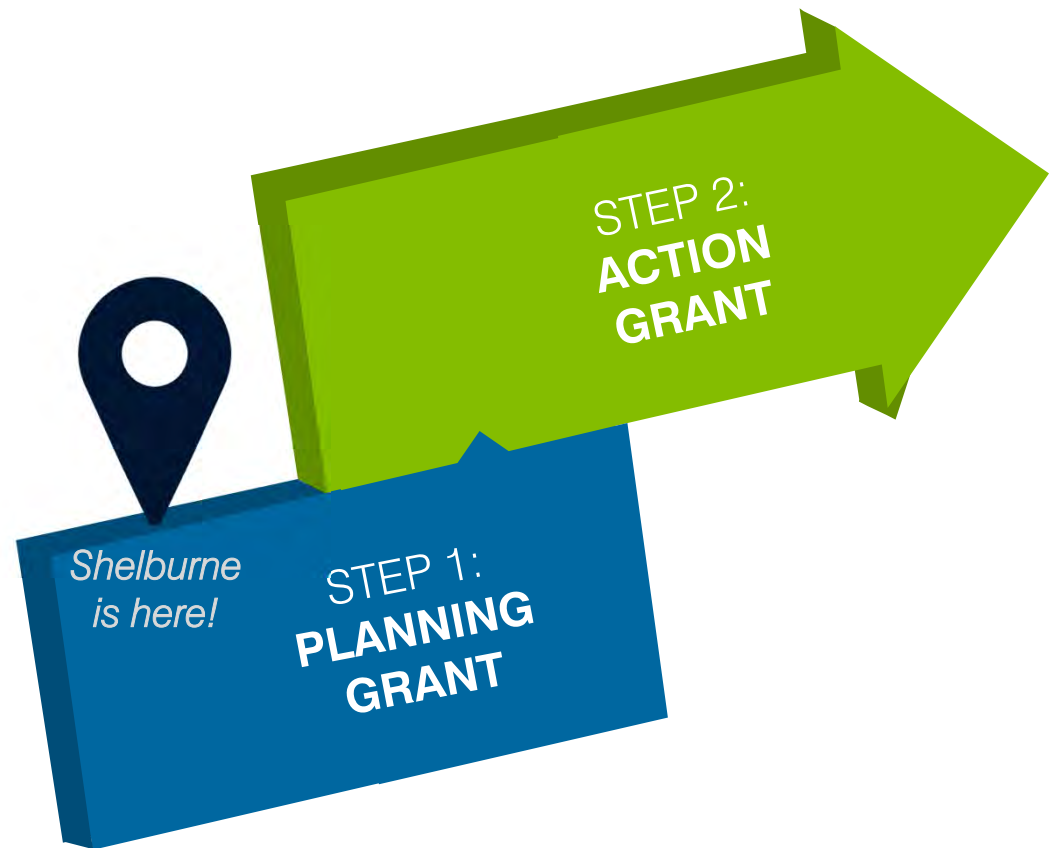 STEP 2:
ACTION
GRANT
Shelburne
is here!
STEP 1:
PLANNING
GRANT